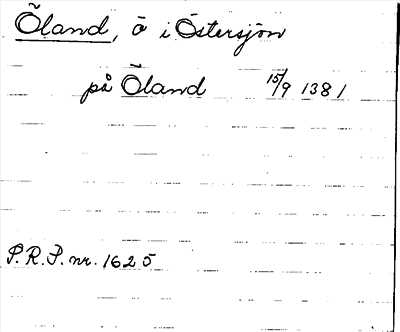 Öland, ö i Östersjön
på Öland 15/9 1381
S.R.P. nr. 1625